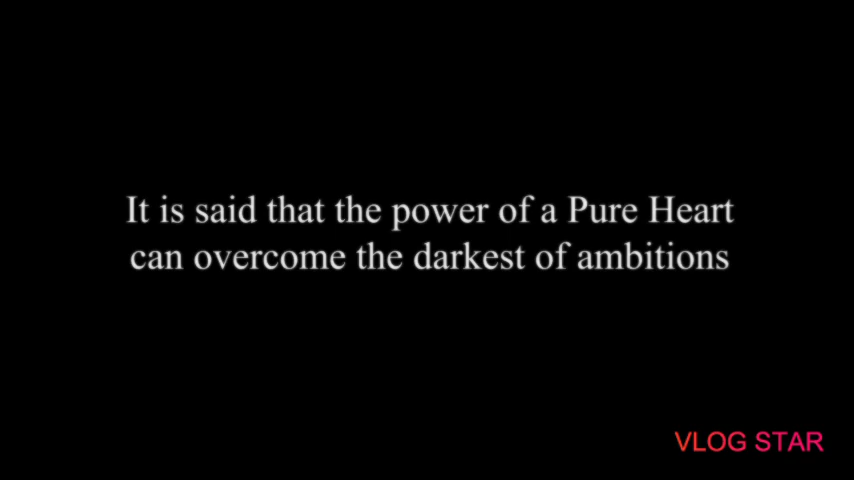 It is said that the power of a Pure Heart
can overcome the darkest of ambitions
VLOG STAR